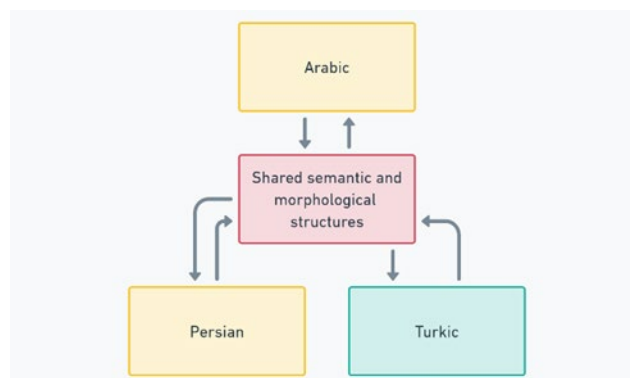 Arabic
Shared semantic and
morphological
structures
Persian
Turkic